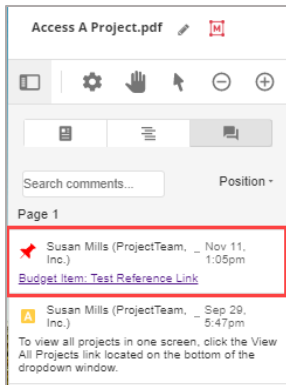 Access A Project.pdf
Search comments...
Position
Page 1
Susan Mills (ProjectTeam, Inc.) _ Nov 11, 1:05pm
Budget Item: Test Reference Link
A
Susan Mills (ProjectTeam, Inc.) _ Sep 29, 5:47pm
To view all projects in one screen, click the View
All Projects link located on the bottom of the
dropdown window.